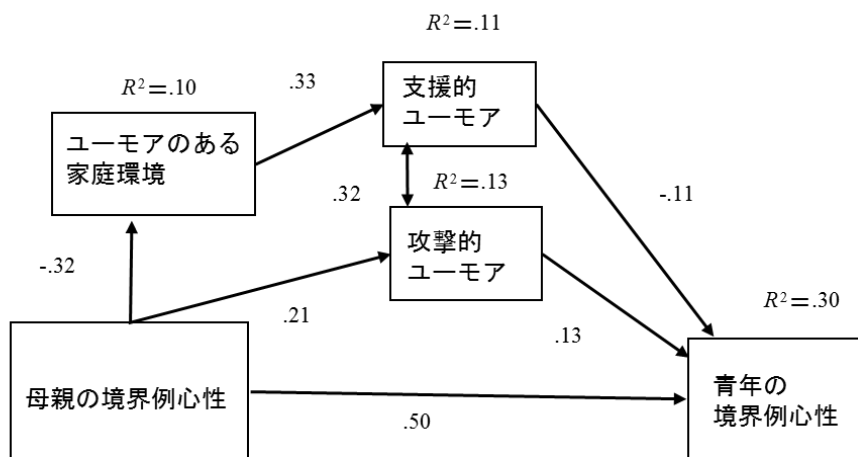 R²=.11
R²=.10
.33
支援的
ユーモア
ユーモアのある
家庭環境
.32
R²=.13
-.11
攻撃的
ユーモア
-.32
.21
.13
R²=.30
母親の境界例心性
青年の
境界例心性
.50